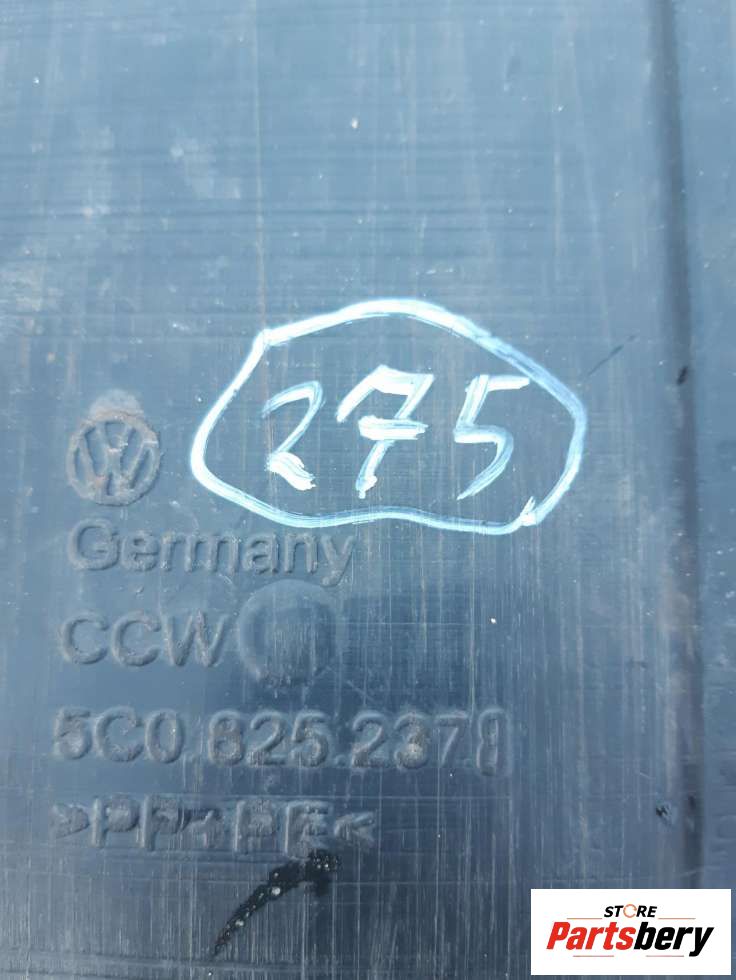 275
Germany
CCW
5C0.825.237
>PP+PE<
STORE
Partsbery